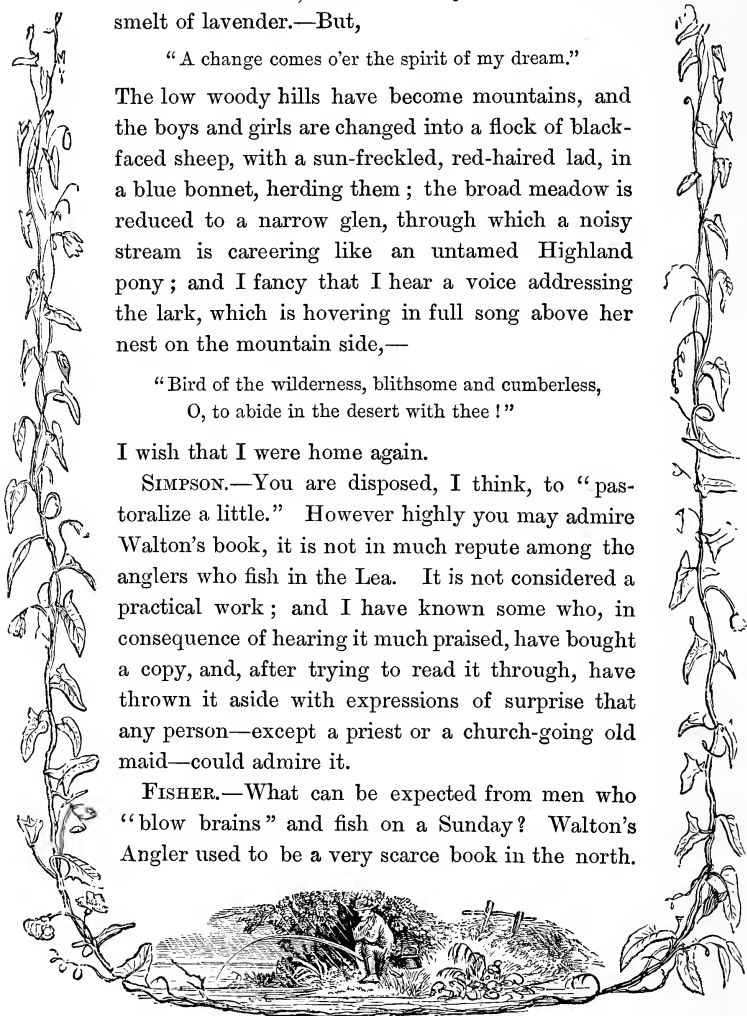 smelt of lavender.—But,
"A change comes o'er the spirit of my dream."
The low woody hills have become mountains, and
the boys and girls are changed into a flock of black-
faced sheep, with a sun-freckled, red-haired lad, in
a blue bonnet, herding them; the broad meadow is
reduced to a narrow glen, through which a noisy
stream is careering like an untamed Highland
pony; and I fancy that I hear a voice addressing
the lark, which is hovering in full song above her
nest on the mountain side,—
"Bird of the wilderness, blithsome and cumberless,
O, to abide in the desert with thee!"
I wish that I were home again.
SIMPSON.—You are disposed, I think, to "pas-
toralize a little." However highly you may admire
Walton's book, it is not in much repute among the
anglers who fish in the Lea. It is not considered a
practical work; and I have known some who, in
consequence of hearing it much praised, have bought
a copy, and, after trying to read it through, have
thrown it aside with expressions of surprise that
any person—except a priest or a church-going old
maid—could admire it.
FISHER.—What can be expected from men who
"blow brains" and fish on a Sunday? Walton's
Angler used to be a very scarce book in the north.